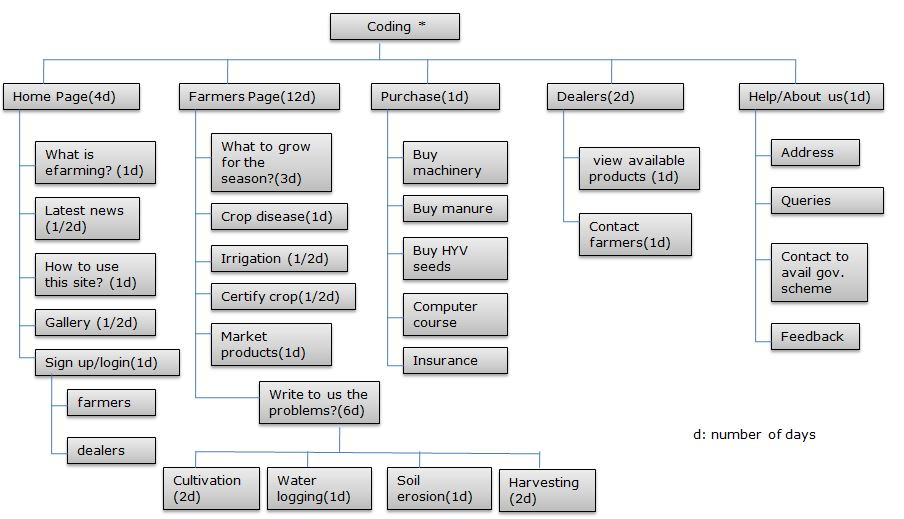 Coding *
Home Page(4d)
Farmers Page(12d)
Purchase(1d)
Dealers(2d)
Help/About us(1d)
What is
efarming? (1d)
Latest news
(1/2d)
How to use
this site? (1d)
Gallery (1/2d)
Sign up/login(1d)
farmers
dealers
What to grow
for the
season?(3d)
Crop disease(1d)
Irrigation (1/2d)
Certify crop(1/2d)
Market
products(1d)
Write to us the
problems?(6d)
Cultivation
(2d)
Water
logging(1d)
Soil
erosion(1d)
Harvesting
(2d)
Buy
machinery
Buy manure
Buy HYV
seeds
Computer
course
Insurance
view available
products (1d)
Contact
farmers(1d)
Address
Queries
Contact to
avail gov.
scheme
Feedback
d: number of days